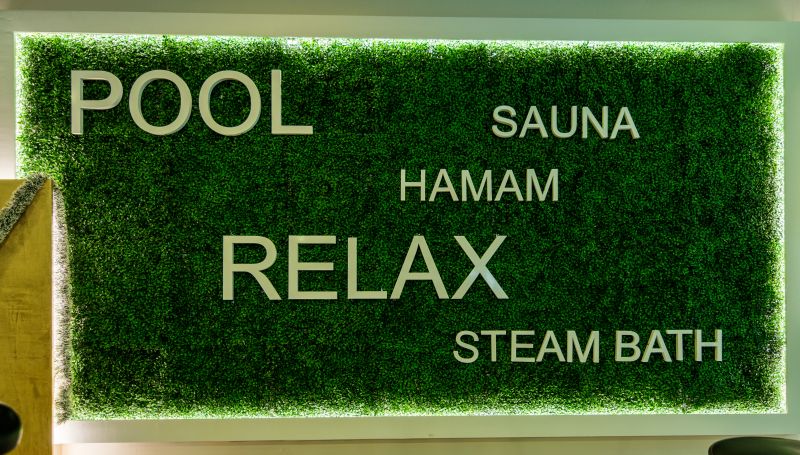 POOL
SAUNA
HAMAM
RELAX
STEAM BATH